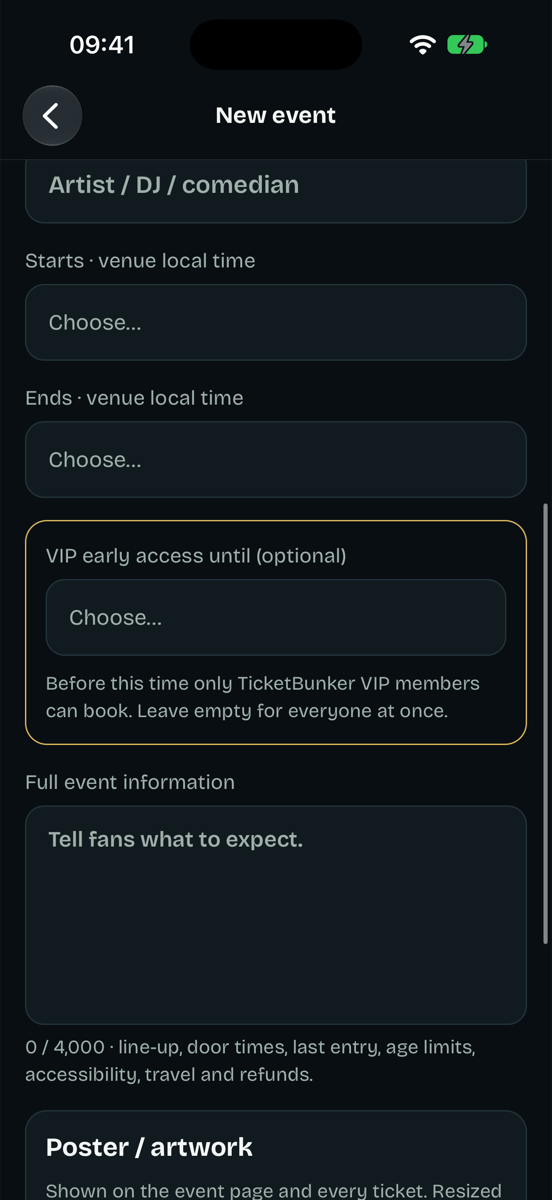 09:41
New event
Artist / DJ / comedian
Starts · venue local time
Choose...
Ends · venue local time
Choose...
VIP early access until (optional)
Choose...
Before this time only TicketBunker VIP members
can book. Leave empty for everyone at once.
Full event information
Tell fans what to expect.
0 / 4,000 · line-up, door times, last entry, age limits,
accessibility, travel and refunds.
Poster / artwork
Shown on the event page and every ticket. Resized